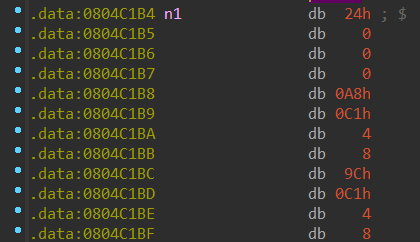 .data:0804C1B4 n1 db 24h ; $
.data:0804C1B5 db 0
.data:0804C1B6 db 0
.data:0804C1B7 db 0
.data:0804C1B8 db 0A8h
.data:0804C1B9 db 0C1h
.data:0804C1BA db 4
.data:0804C1BB db 8
.data:0804C1BC db 9Ch
.data:0804C1BD db 0C1h
.data:0804C1BE db 4
.data:0804C1BF db 8